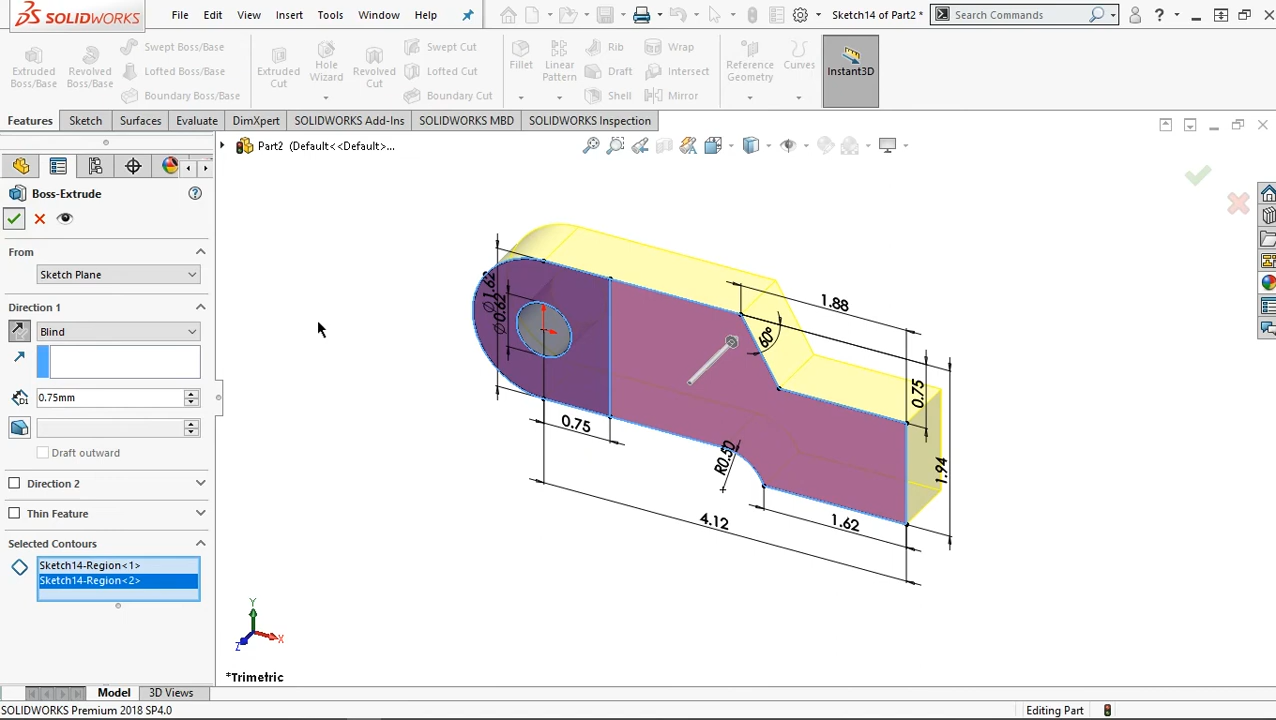 SOLIDWORKS File Edit View Insert Tools Window Help Sketch14 of Part2 * Search Commands ?
Extruded Boss/Base
Revolved Boss/Base
Swept Boss/Base
Lofted Boss/Base
Boundary Boss/Base
Extruded Cut
Hole Wizard
Revolved Cut
Swept Cut
Lofted Cut
Boundary Cut
Fillet
Linear Pattern
Rib
Draft
Shell
Wrap
Intersect
Mirror
Reference Geometry
Curves
Instant3D
Features Sketch Surfaces Evaluate DimXpert SOLIDWORKS Add-Ins SOLIDWORKS MBD SOLIDWORKS Inspection
Part2 (Default<<Default>...
Boss-Extrude ?
From
Sketch Plane
Direction 1
Blind
0.75mm
Draft outward
Direction 2
Thin Feature
Selected Contours
Sketch14-Region<1>
Sketch14-Region<2>
Ø1.62
Ø0.62
1.88
60°
0.75
1.94
0.75
R0.50
4.12
1.62
Y
X
Z
*Trimetric
Model 3D Views
SOLIDWORKS Premium 2018 SP4.0 Editing Part